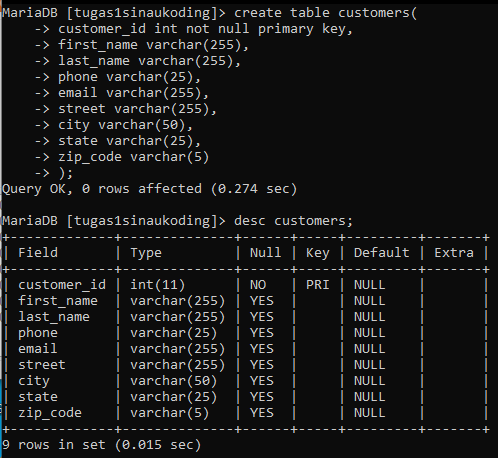 MariaDB [tugas1sinaukoding]> create table customers(
    -> customer_id int not null primary key,
    -> first_name varchar(255),
    -> last_name varchar(255),
    -> phone varchar(25),
    -> email varchar(255),
    -> street varchar(255),
    -> city varchar(50),
    -> state varchar(25),
    -> zip_code varchar(5)
    -> );
Query OK, 0 rows affected (0.274 sec)

MariaDB [tugas1sinaukoding]> desc customers;
+-------------+--------------+------+-----+---------+-------+
| Field       | Type         | Null | Key | Default | Extra |
+-------------+--------------+------+-----+---------+-------+
| customer_id | int(11)      | NO   | PRI | NULL    |       |
| first_name  | varchar(255) | YES  |     | NULL    |       |
| last_name   | varchar(255) | YES  |     | NULL    |       |
| phone       | varchar(25)  | YES  |     | NULL    |       |
| email       | varchar(255) | YES  |     | NULL    |       |
| street      | varchar(255) | YES  |     | NULL    |       |
| city        | varchar(50)  | YES  |     | NULL    |       |
| state       | varchar(25)  | YES  |     | NULL    |       |
| zip_code    | varchar(5)   | YES  |     | NULL    |       |
+-------------+--------------+------+-----+---------+-------+
9 rows in set (0.015 sec)